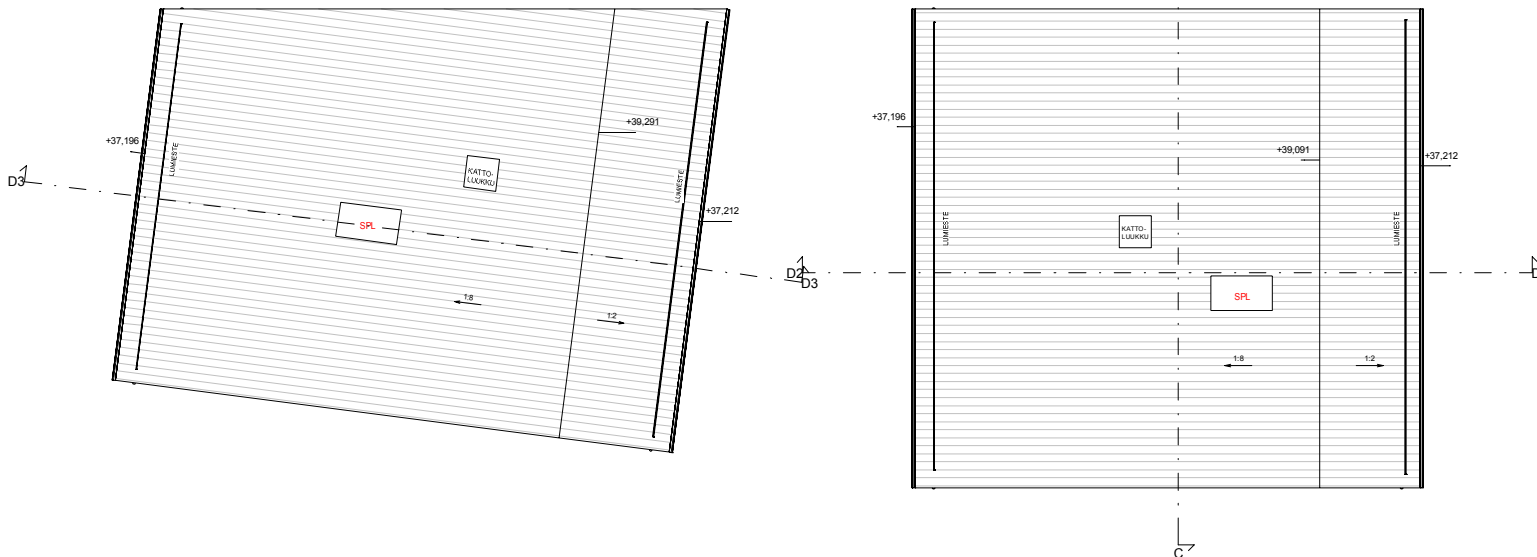 +37,196
LUMIESTE
+39,291
KATTO-
LUUKKU
LUMIESTE
D3
SPL
+37,212
D3
1:8
1:2
+37,196
+39,091
+37,212
LUMIESTE
KATTO-
LUUKKU
LUMIESTE
D2
SPL
1:8
1:2
C